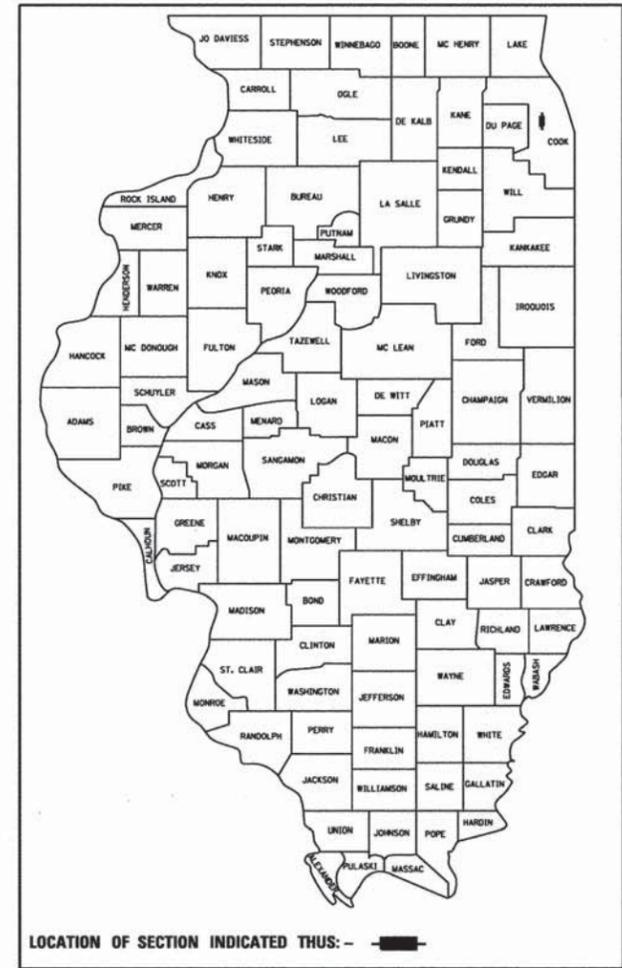 JO DAVIESS
STEPHENSON
WINNEBAGO
BOONE
MC HENRY
LAKE
CARROLL
OGLE
DE KALB
KANE
DU PAGE
COOK
WHITESIDE
LEE
KENDALL
WILL
ROCK ISLAND
HENRY
BUREAU
LA SALLE
GRUNDY
MERCER
PUTNAM
STARK
MARSHALL
KANKAKEE
HENDERSON
WARREN
KNOX
PEORIA
WOODFORD
LIVINGSTON
IROQUOIS
HANCOCK
MC DONOUGH
FULTON
TAZEWELL
MC LEAN
FORD
SCHUYLER
MASON
LOGAN
DE WITT
CHAMPAIGN
VERMILION
ADAMS
BROWN
CASS
MENARD
MACON
PIATT
PIKE
SCOTT
MORGAN
SANGAMON
CHRISTIAN
MOULTRIE
DOUGLAS
EDGAR
COLES
CALHOUN
GREENE
MACOUPIN
MONTGOMERY
SHELBY
CUMBERLAND
CLARK
JERSEY
FAYETTE
EFFINGHAM
JASPER
CRAWFORD
MADISON
BOND
CLAY
RICHLAND
LAWRENCE
CLINTON
MARION
ST. CLAIR
WAYNE
EDWARDS
WABASH
MONROE
WASHINGTON
JEFFERSON
RANDOLPH
PERRY
HAMILTON
WHITE
FRANKLIN
JACKSON
WILLIAMSON
SALINE
GALLATIN
UNION
JOHNSON
POPE
HARDIN
ALEXANDER
PULASKI
MASSAC
LOCATION OF SECTION INDICATED THUS: -